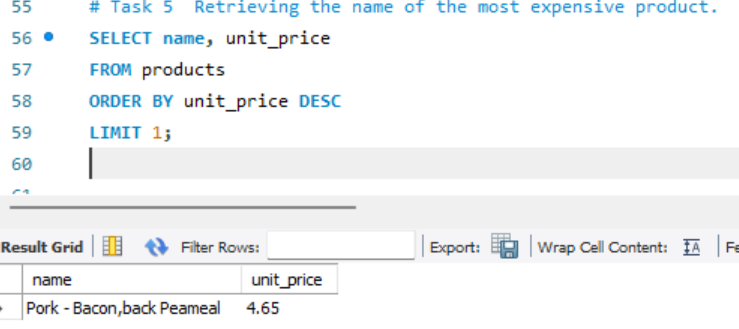 55 # Task 5 Retrieving the name of the most expensive product.
56 SELECT name, unit_price
57 FROM products
58 ORDER BY unit_price DESC
59 LIMIT 1;
60
Result Grid Filter Rows: Export: Wrap Cell Content: IA
name unit_price
Pork - Bacon,back Peameal 4.65